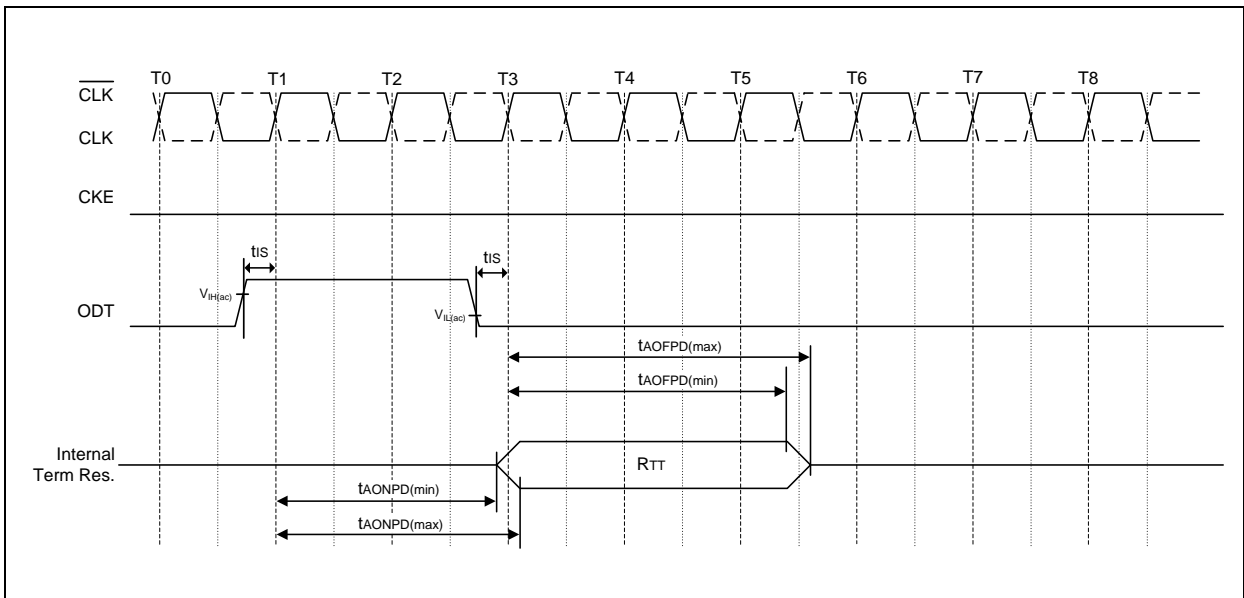 T0 T1 T2 T3 T4 T5 T6 T7 T8
CLK
CLK
CKE
tIS
tIS
VIH(ac)
ODT
VIL(ac)
tAOFPD(max)
tAOFPD(min)
Internal
Term Res.
RTT
tAONPD(min)
tAONPD(max)